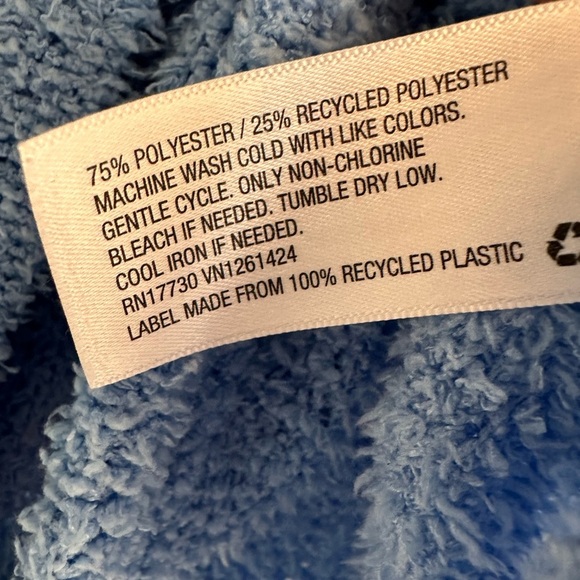 75% POLYESTER / 25% RECYCLED POLYESTER
MACHINE WASH COLD WITH LIKE COLORS.
GENTLE CYCLE. ONLY NON-CHLORINE
BLEACH IF NEEDED. TUMBLE DRY LOW.
COOL IRON IF NEEDED.
RN17730 VN1261424
LABEL MADE FROM 100% RECYCLED PLASTIC